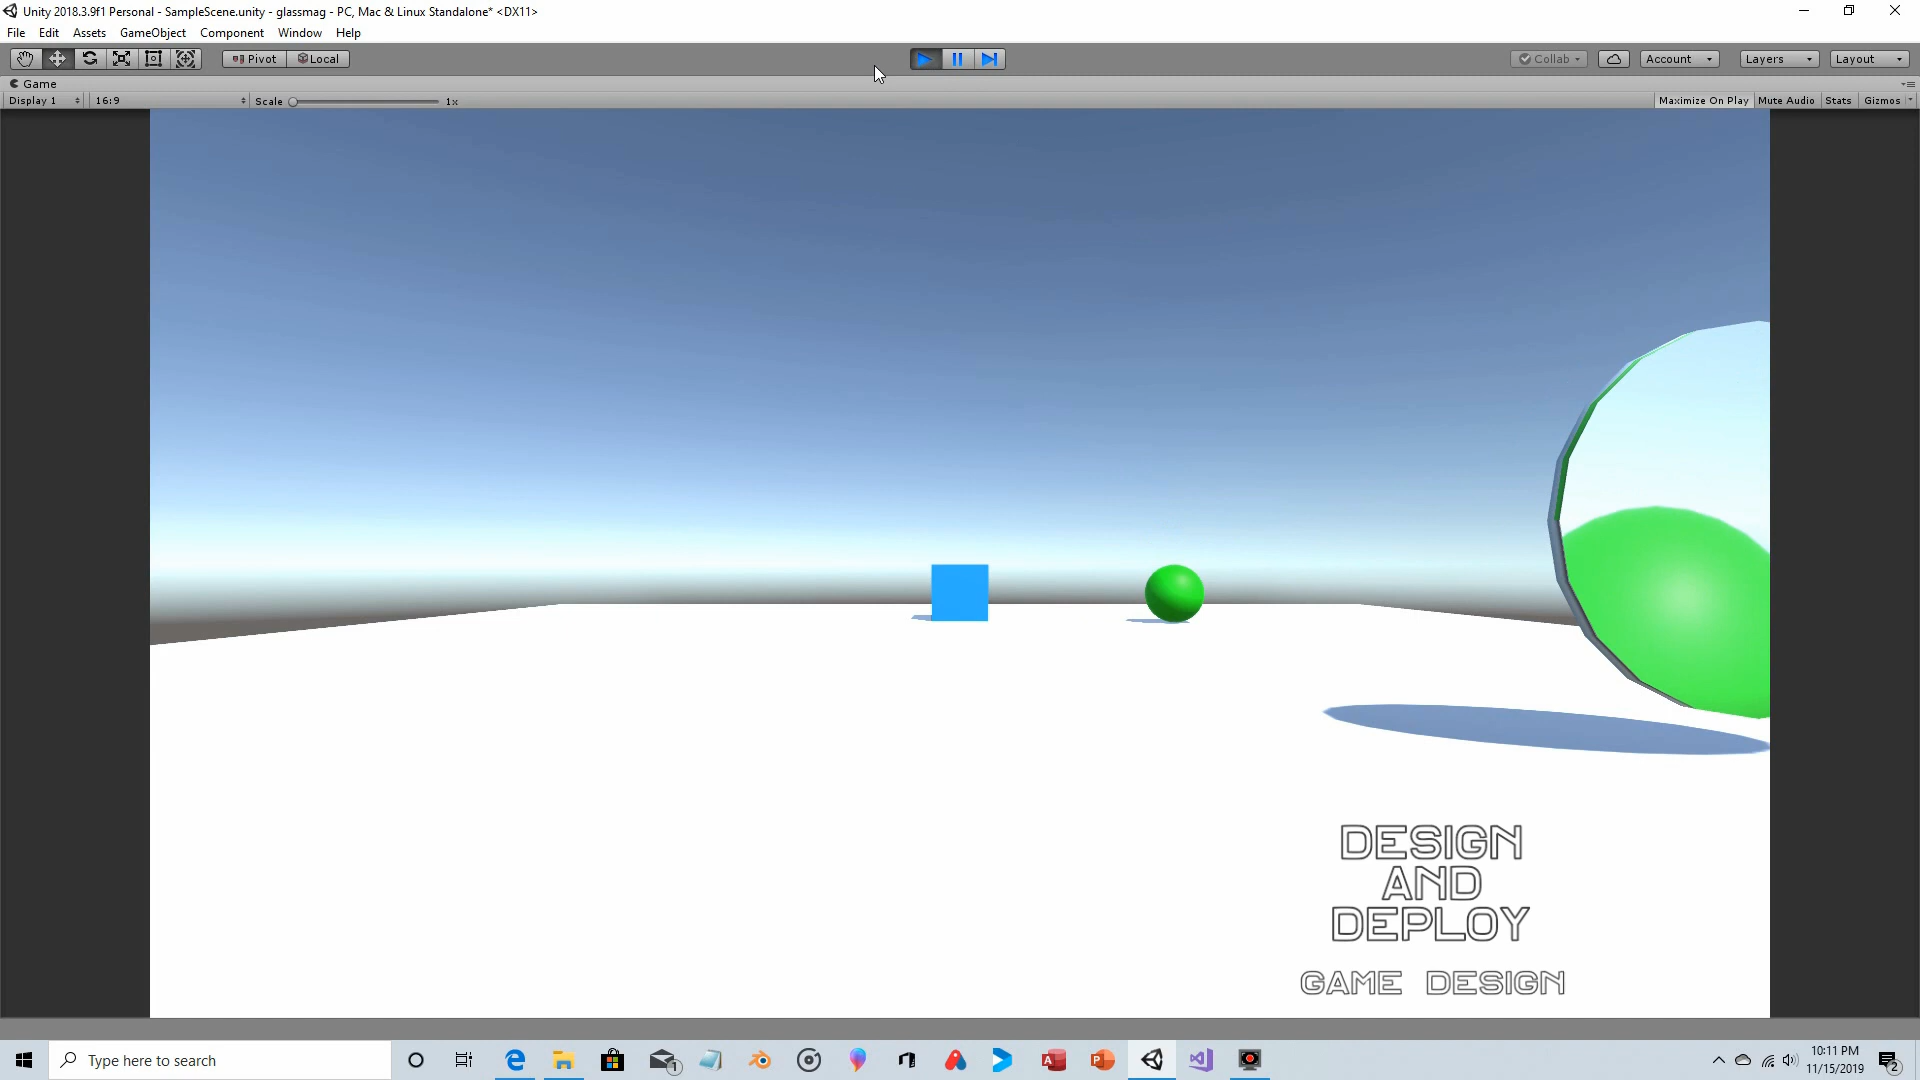 Unity 2018.3.9f1 Personal - SampleScene.unity - glassmag - PC, Mac & Linux Standalone* <DX11>
File Edit Assets GameObject Component Window Help
Pivot Local Collab Account Layers Layout
Game
Display 1 16:9 Scale 1x Maximize On Play Mute Audio Stats Gizmos
DESIGN
AND
DEPLOY
GAME DESIGN
Type here to search
1
A
P
10:11 PM
11/15/2019
2